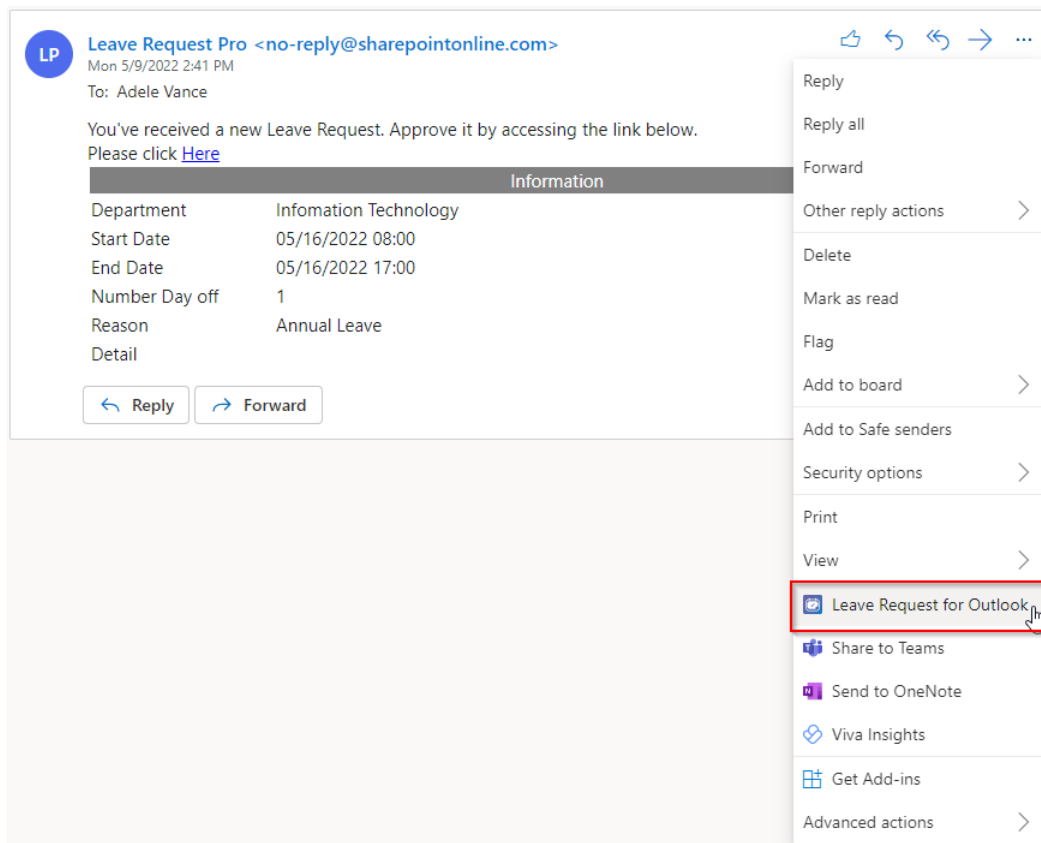 LP
Leave Request Pro <no-reply@sharepointonline.com>
Mon 5/9/2022 2:41 PM
To: Adele Vance
You've received a new Leave Request. Approve it by accessing the link below.
Please click Here
Information
Department Infomation Technology
Start Date 05/16/2022 08:00
End Date 05/16/2022 17:00
Number Day off 1
Reason Annual Leave
Detail
Reply Forward
Reply
Reply all
Forward
Other reply actions
Delete
Mark as read
Flag
Add to board
Add to Safe senders
Security options
Print
View
Leave Request for Outlook
Share to Teams
Send to OneNote
Viva Insights
Get Add-ins
Advanced actions